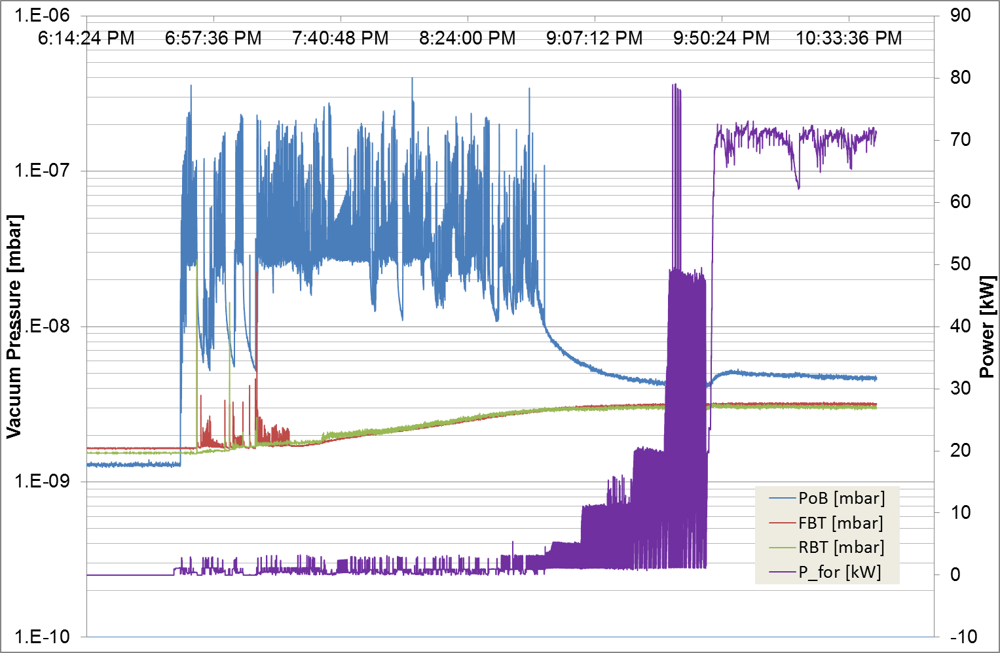 1.E-06
90
6:14:24 PM 6:57:36 PM 7:40:48 PM 8:24:00 PM 9:07:12 PM 9:50:24 PM 10:33:36 PM
80
70
1.E-07
60
50
1.E-08
40
30
20
1.E-09
10
0
1.E-10
-10
Vacuum Pressure [mbar]
Power [kW]
PoB [mbar]
FBT [mbar]
RBT [mbar]
P_for [kW]